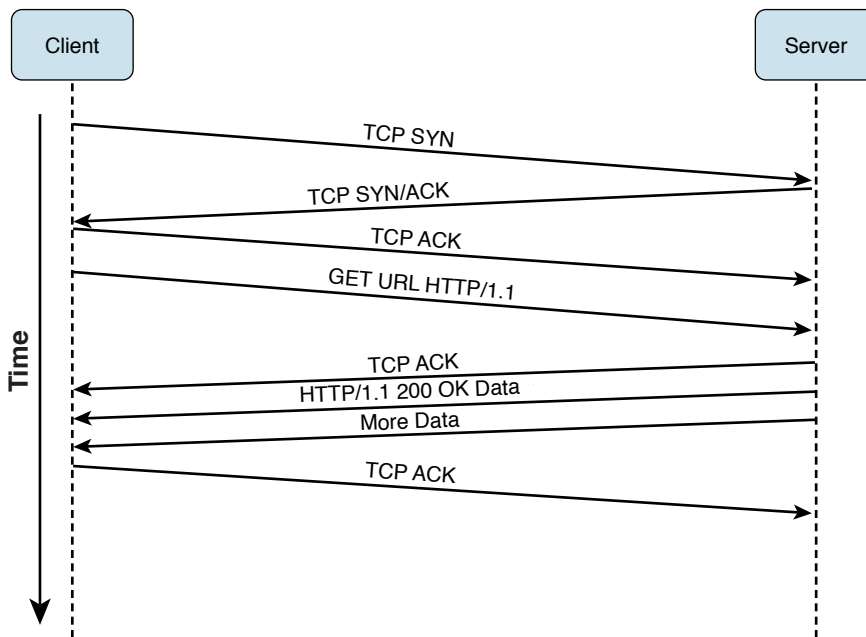 Client
Server
TCP SYN
TCP SYN/ACK
TCP ACK
GET URL HTTP/1.1
Time
TCP ACK
HTTP/1.1 200 OK Data
More Data
TCP ACK